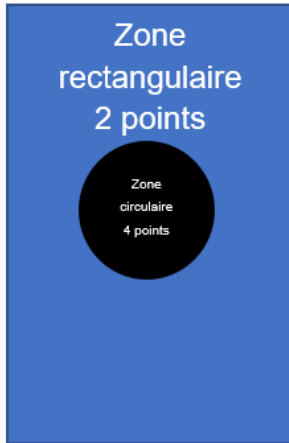 Zone
rectangulaire
2 points
Zone
circulaire
4 points